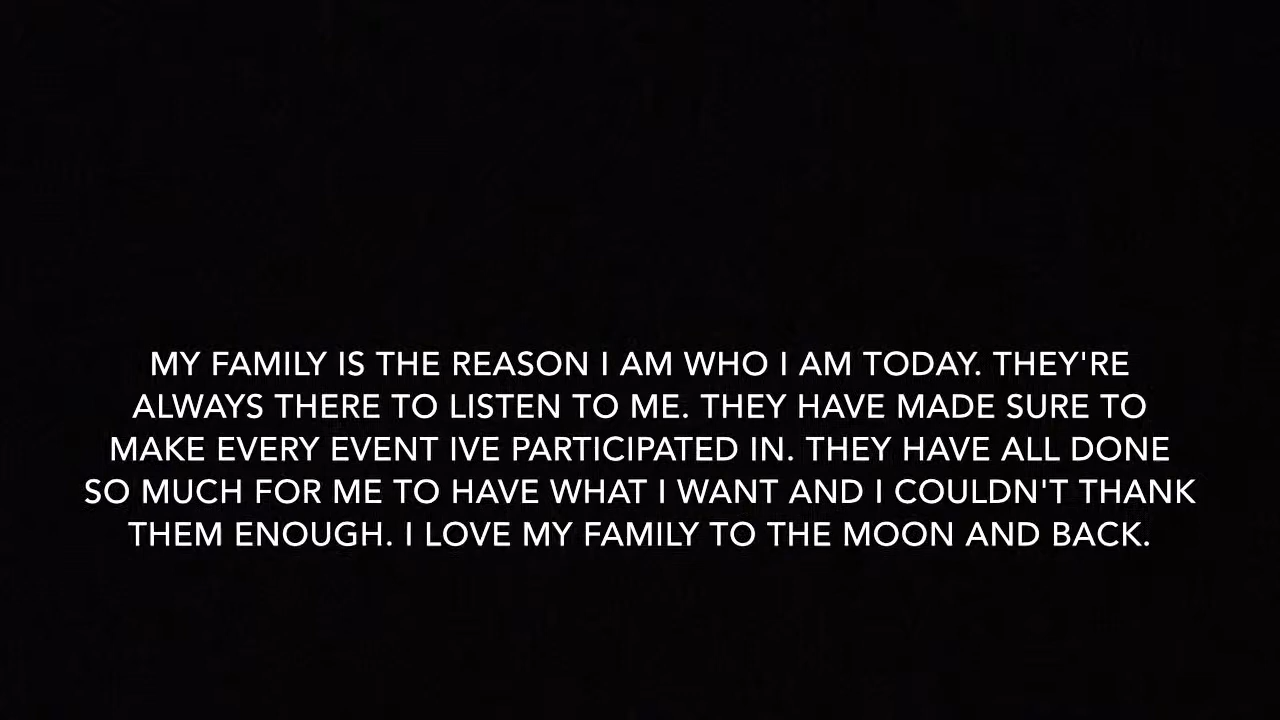 MY FAMILY IS THE REASON I AM WHO I AM TODAY. THEY'RE
ALWAYS THERE TO LISTEN TO ME. THEY HAVE MADE SURE TO
MAKE EVERY EVENT IVE PARTICIPATED IN. THEY HAVE ALL DONE
SO MUCH FOR ME TO HAVE WHAT I WANT AND I COULDN'T THANK
THEM ENOUGH. I LOVE MY FAMILY TO THE MOON AND BACK.